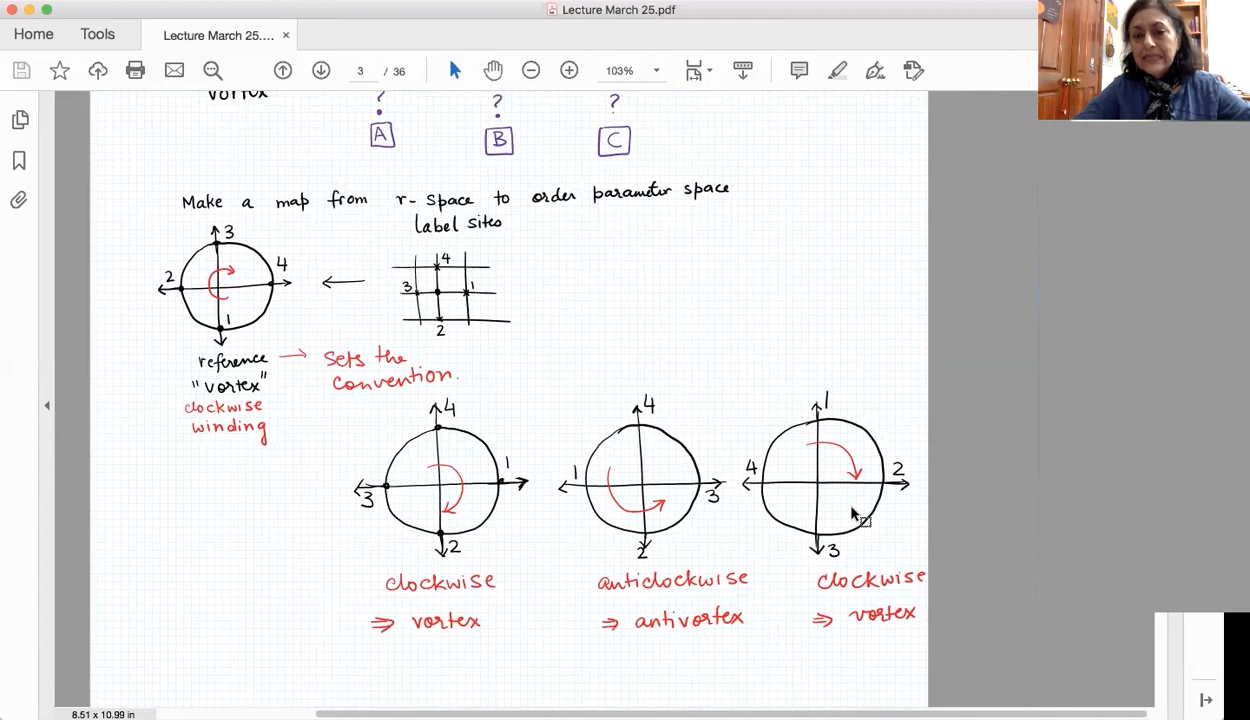 Lecture March 25.pdf
Home Tools Lecture March 25.... ×
3 / 36 103%
vortex
? ? ?
A B C
Make a map from r-space to order parameter space
label sites
3
2 4
1
4
3 1
2
reference → Sets the
"vortex" convention.
clockwise
winding
4 4 1
1 1 4 2
3 3
2 2 3
clockwise anticlockwise clockwise
⇒ vortex ⇒ antivortex ⇒ vortex
8.51 x 10.99 in